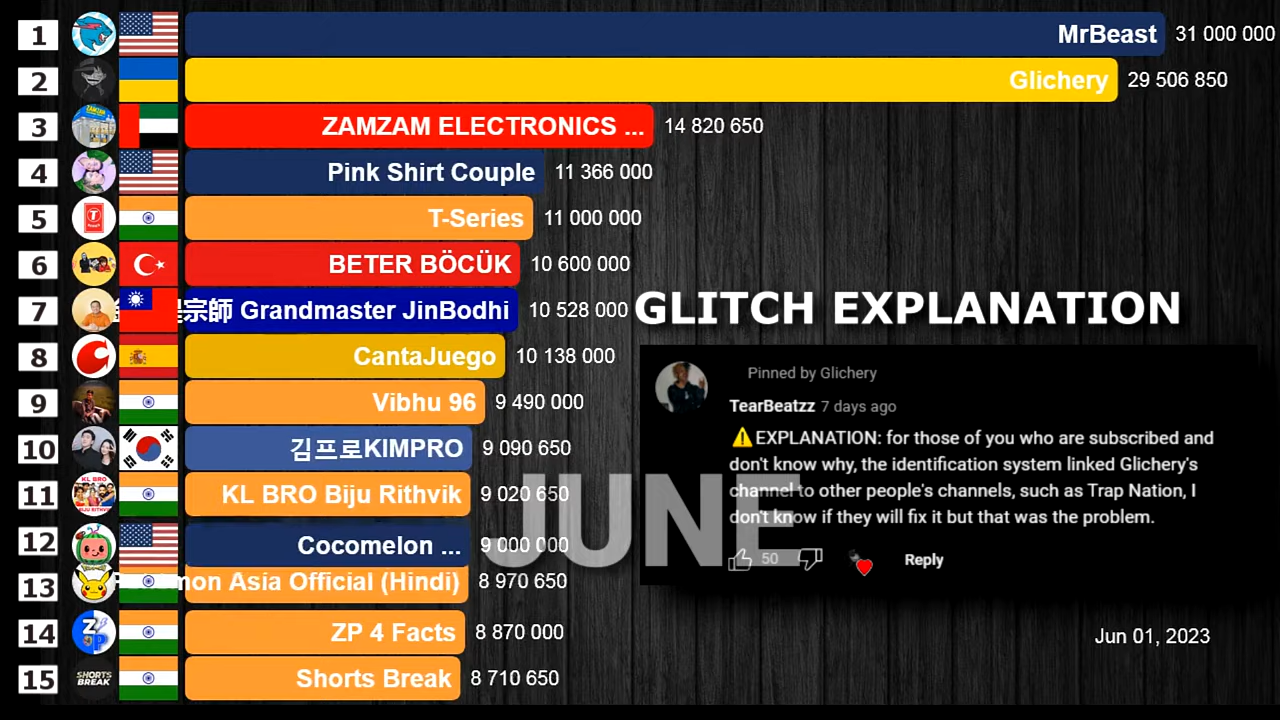 1 MrBeast 31 000 000
2 Glichery 29 506 850
3 ZAMZAM ELECTRONICS ... 14 820 650
4 Pink Shirt Couple 11 366 000
5 T-Series 11 000 000
6 BETER BÖCÜK 10 600 000
7 宗師 Grandmaster JinBodhi 10 528 000
8 CantaJuego 10 138 000
9 Vibhu 96 9 490 000
10 김프로KIMPRO 9 090 650
11 KL BRO Biju Rithvik 9 020 650
12 Cocomelon ... 9 000 000
13 Asia Official (Hindi) 8 970 650
14 ZP 4 Facts 8 870 000
15 Shorts Break 8 710 650
GLITCH EXPLANATION
Pinned by Glichery
TearBeatzz 7 days ago
⚠️EXPLANATION: for those of you who are subscribed and
don't know why, the identification system linked Glichery's
channel to other people's channels, such as Trap Nation, I
don't know if they will fix it but that was the problem.
50 Reply
JUNE
Jun 01, 2023
KL BRO
BIJU RITHVIK
ZP
SHORTS
BREAK